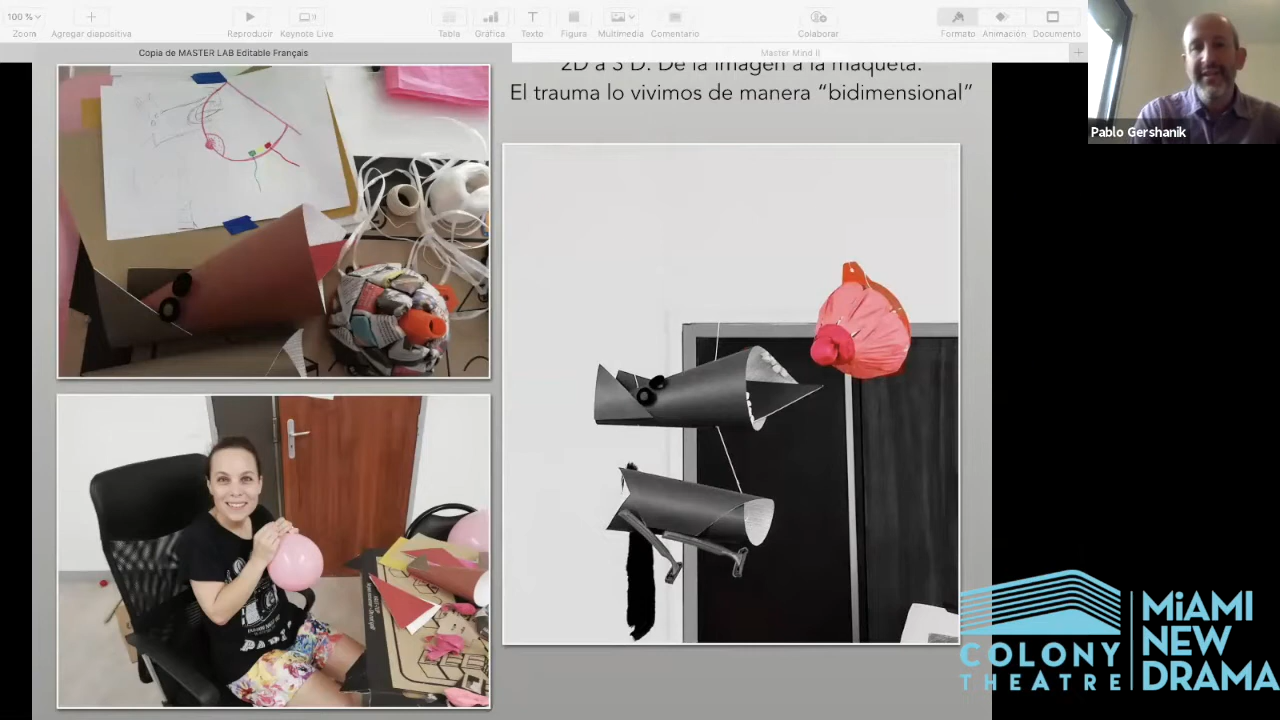 100 %
Zoom
Agregar diapositiva
Reproducir
Keynote Live
Tabla
Gráfica
Texto
Figura
Multimedia
Comentario
Colaborar
Formato
Animación
Documento
Copia de MASTER LAB Editable Français
Master Mind II
2D a 3 D. De la imagen a la maqueta.
El trauma lo vivimos de manera “bidimensional”
Pablo Gershanik
COLONY
THEATRE
MiAMI
NEW
DRAMA